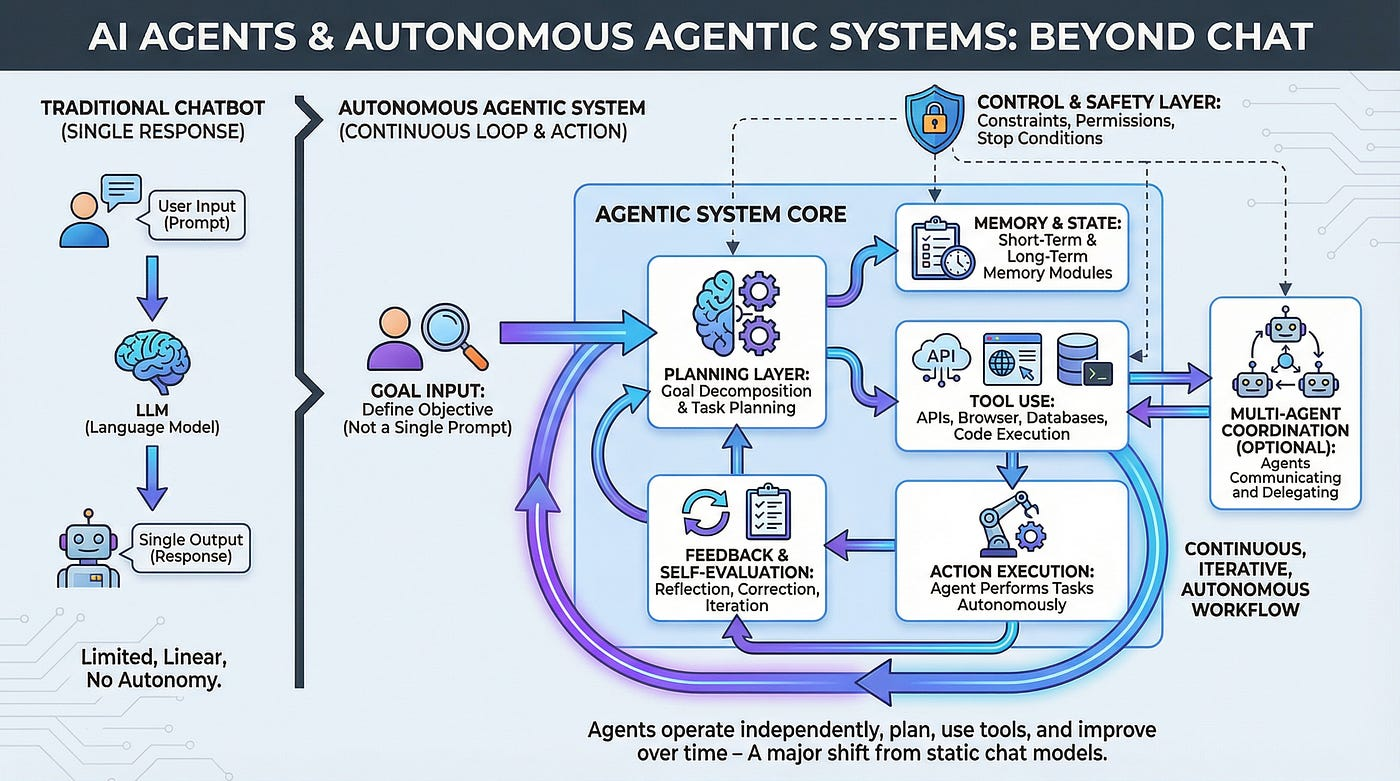 AI AGENTS & AUTONOMOUS AGENTIC SYSTEMS: BEYOND CHAT
TRADITIONAL CHATBOT
(SINGLE RESPONSE)
User Input
(Prompt)
LLM
(Language Model)
Single Output
(Response)
Limited, Linear,
No Autonomy.
AUTONOMOUS AGENTIC SYSTEM
(CONTINUOUS LOOP & ACTION)
GOAL INPUT:
Define Objective
(Not a Single Prompt)
CONTROL & SAFETY LAYER:
Constraints, Permissions,
Stop Conditions
AGENTIC SYSTEM CORE
PLANNING LAYER:
Goal Decomposition
& Task Planning
MEMORY & STATE:
Short-Term &
Long-Term
Memory Modules
API
TOOL USE:
APIs, Browser, Databases,
Code Execution
MULTI-AGENT
COORDINATION
(OPTIONAL):
Agents
Communicating
and Delegating
FEEDBACK &
SELF-EVALUATION:
Reflection, Correction,
Iteration
ACTION EXECUTION:
Agent Performs Tasks
Autonomously
CONTINUOUS,
ITERATIVE,
AUTONOMOUS
WORKFLOW
Agents operate independently, plan, use tools, and improve
over time – A major shift from static chat models.